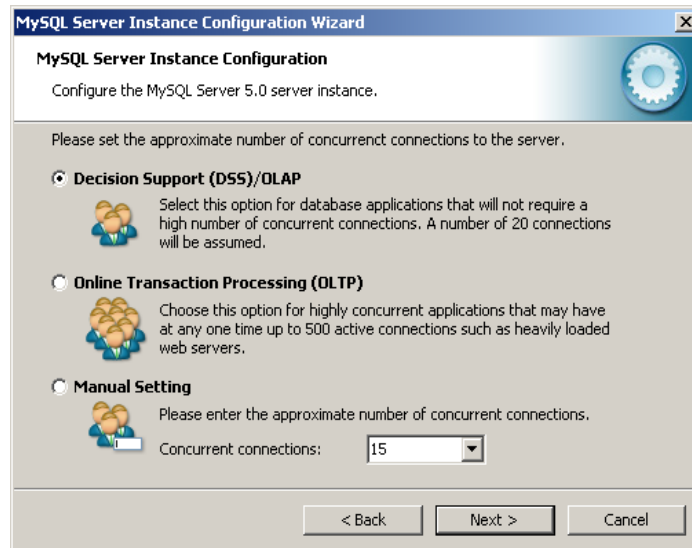 MySQL Server Instance Configuration Wizard
MySQL Server Instance Configuration
Configure the MySQL Server 5.0 server instance.
Please set the approximate number of concurrenct connections to the server.
Decision Support (DSS)/OLAP
Select this option for database applications that will not require a
high number of concurrent connections. A number of 20 connections
will be assumed.
Online Transaction Processing (OLTP)
Choose this option for highly concurrent applications that may have
at any one time up to 500 active connections such as heavily loaded
web servers.
Manual Setting
Please enter the approximate number of concurrent connections.
Concurrent connections: 15
< Back Next > Cancel